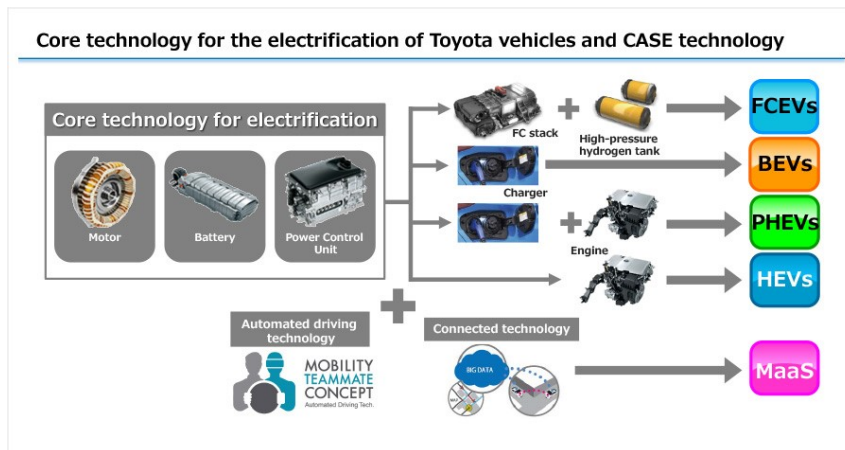 Core technology for the electrification of Toyota vehicles and CASE technology
Core technology for electrification
Motor
Battery
Power Control
Unit
FC stack
High-pressure
hydrogen tank
FCEVs
Charger
BEVs
Engine
PHEVs
HEVs
Automated driving
technology
MOBILITY
TEAMMATE
CONCEPT
Automated Driving Tech.
Connected technology
BIG DATA
MaaS